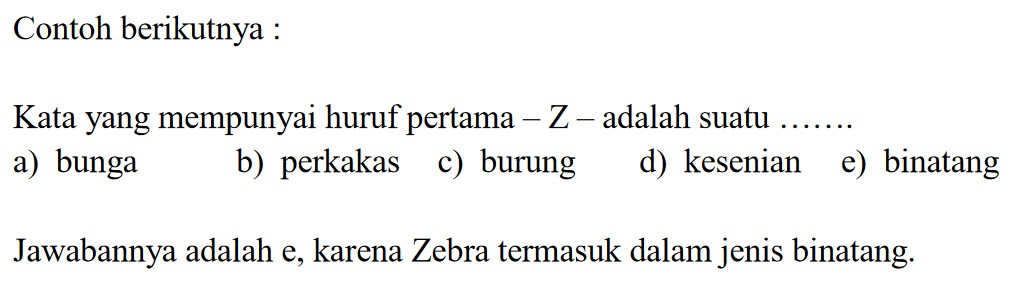 Contoh berikutnya :
Kata yang mempunyai huruf pertama – Z – adalah suatu …….
a) bunga b) perkakas c) burung d) kesenian e) binatang
Jawabannya adalah e, karena Zebra termasuk dalam jenis binatang.